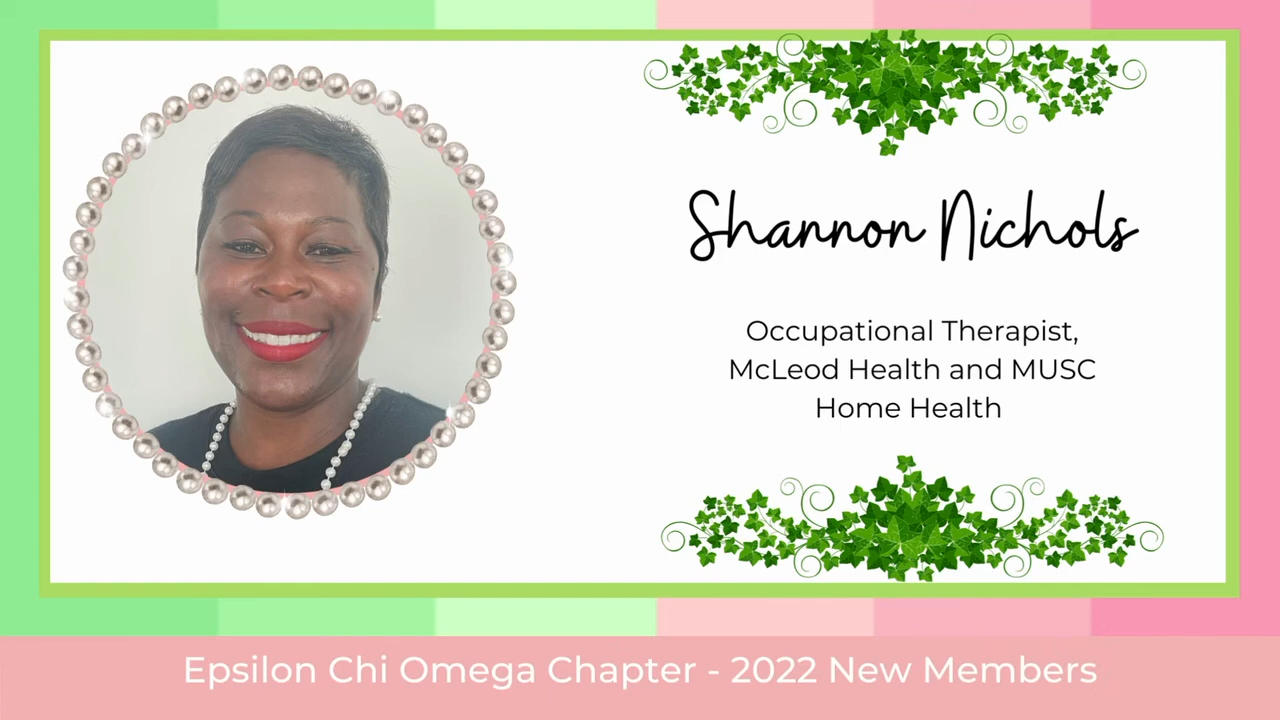 Shannon Nichols
Occupational Therapist,
McLeod Health and MUSC
Home Health
Epsilon Chi Omega Chapter - 2022 New Members